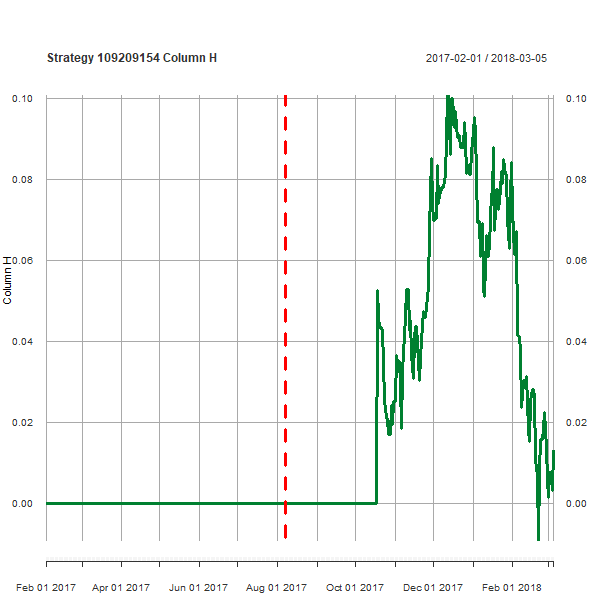 Strategy 109209154 Column H
2017-02-01 / 2018-03-05
0.10
0.10
0.08
0.08
0.06
0.06
Column H
0.04
0.04
0.02
0.02
0.00
0.00
Feb 01 2017
Apr 01 2017
Jun 01 2017
Aug 01 2017
Oct 01 2017
Dec 01 2017
Feb 01 2018